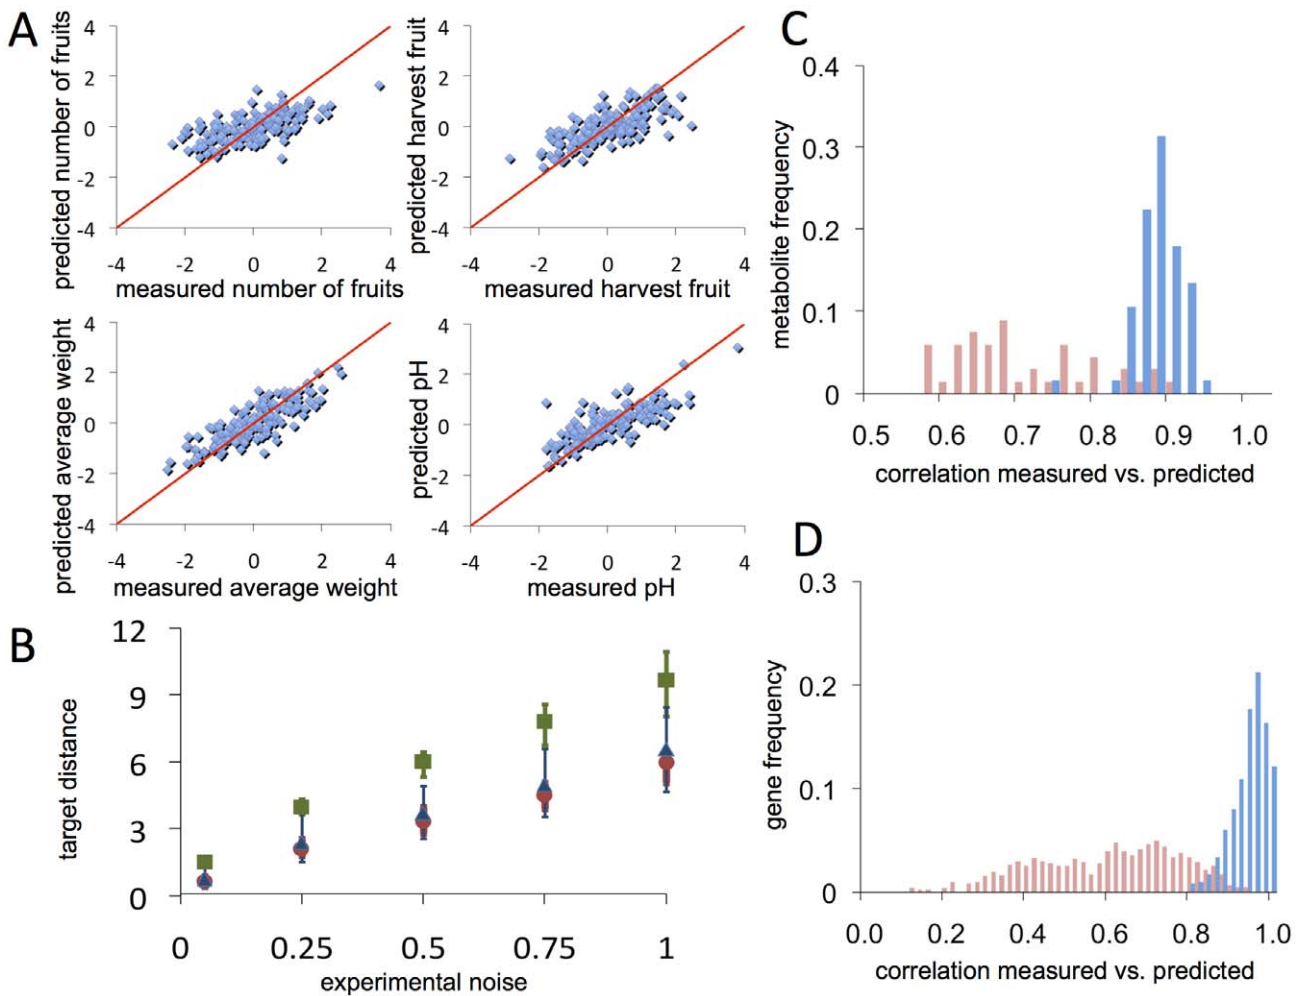 A
predicted number of fruits
4
2
0
-2
-4
-4 -2 0 2 4
measured number of fruits
predicted harvest fruit
4
2
0
-2
-4
-4 -2 0 2 4
measured harvest fruit
predicted average weight
4
2
0
-2
-4
-4 -2 0 2 4
measured average weight
predicted pH
4
2
0
-2
-4
-4 -2 0 2 4
measured pH
B
target distance
12
9
6
3
0
0 0.25 0.5 0.75 1
experimental noise
C
metabolite frequency
0.4
0.3
0.2
0.1
0
0.5 0.6 0.7 0.8 0.9 1.0
correlation measured vs. predicted
D
gene frequency
0.3
0.2
0.1
0
0.0 0.2 0.4 0.6 0.8 1.0
correlation measured vs. predicted